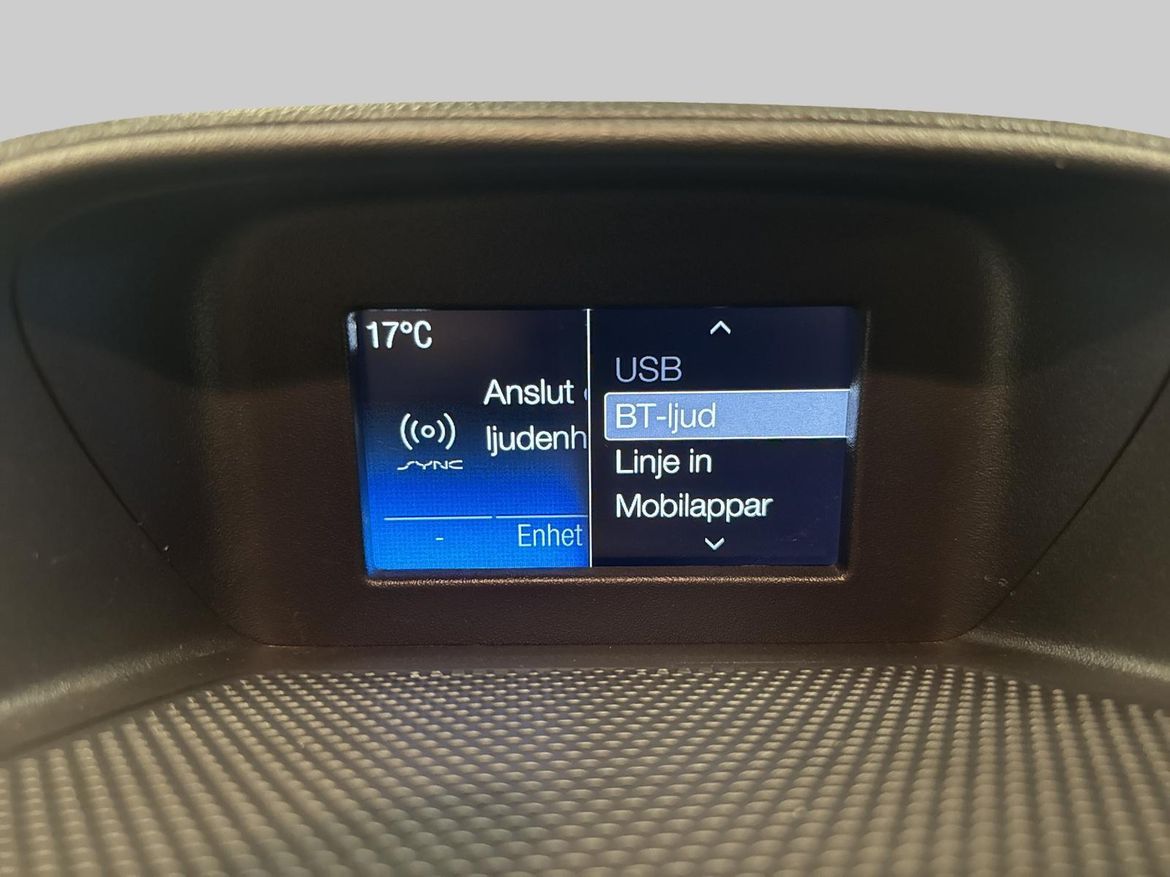 17°C
Anslut
ljudenh
SYNC
-
Enhet
USB
BT-ljud
Linje in
Mobilappar